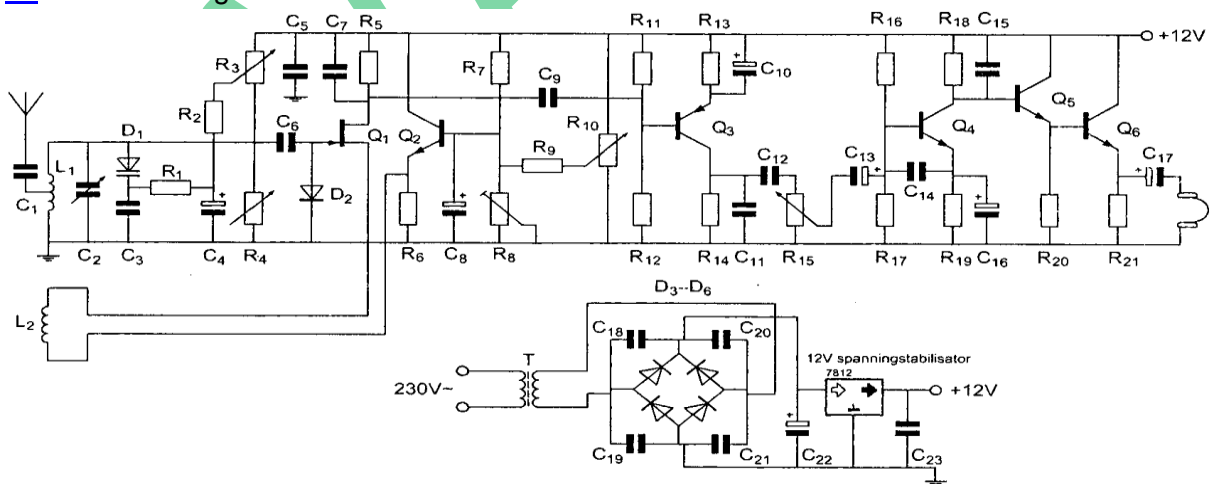 C5 C7 R5 R11 R13 R16 R18 C15
+12V
R3 R7 C9 C10
R2 R10 Q5
D1 C6 Q1 Q2 Q3 Q4 Q6
L1 R1 R9 C12 C13 C17
C1 D2 C14
C2 C3 C4 R4 R6 C8 R8 R12 R14 C11 R15 R17 R19 C16 R20 R21
D3--D6
L2 C18 C20
T 12V spanningstabilisator
7812
230V~ +12V
C19 C21 C22 C23